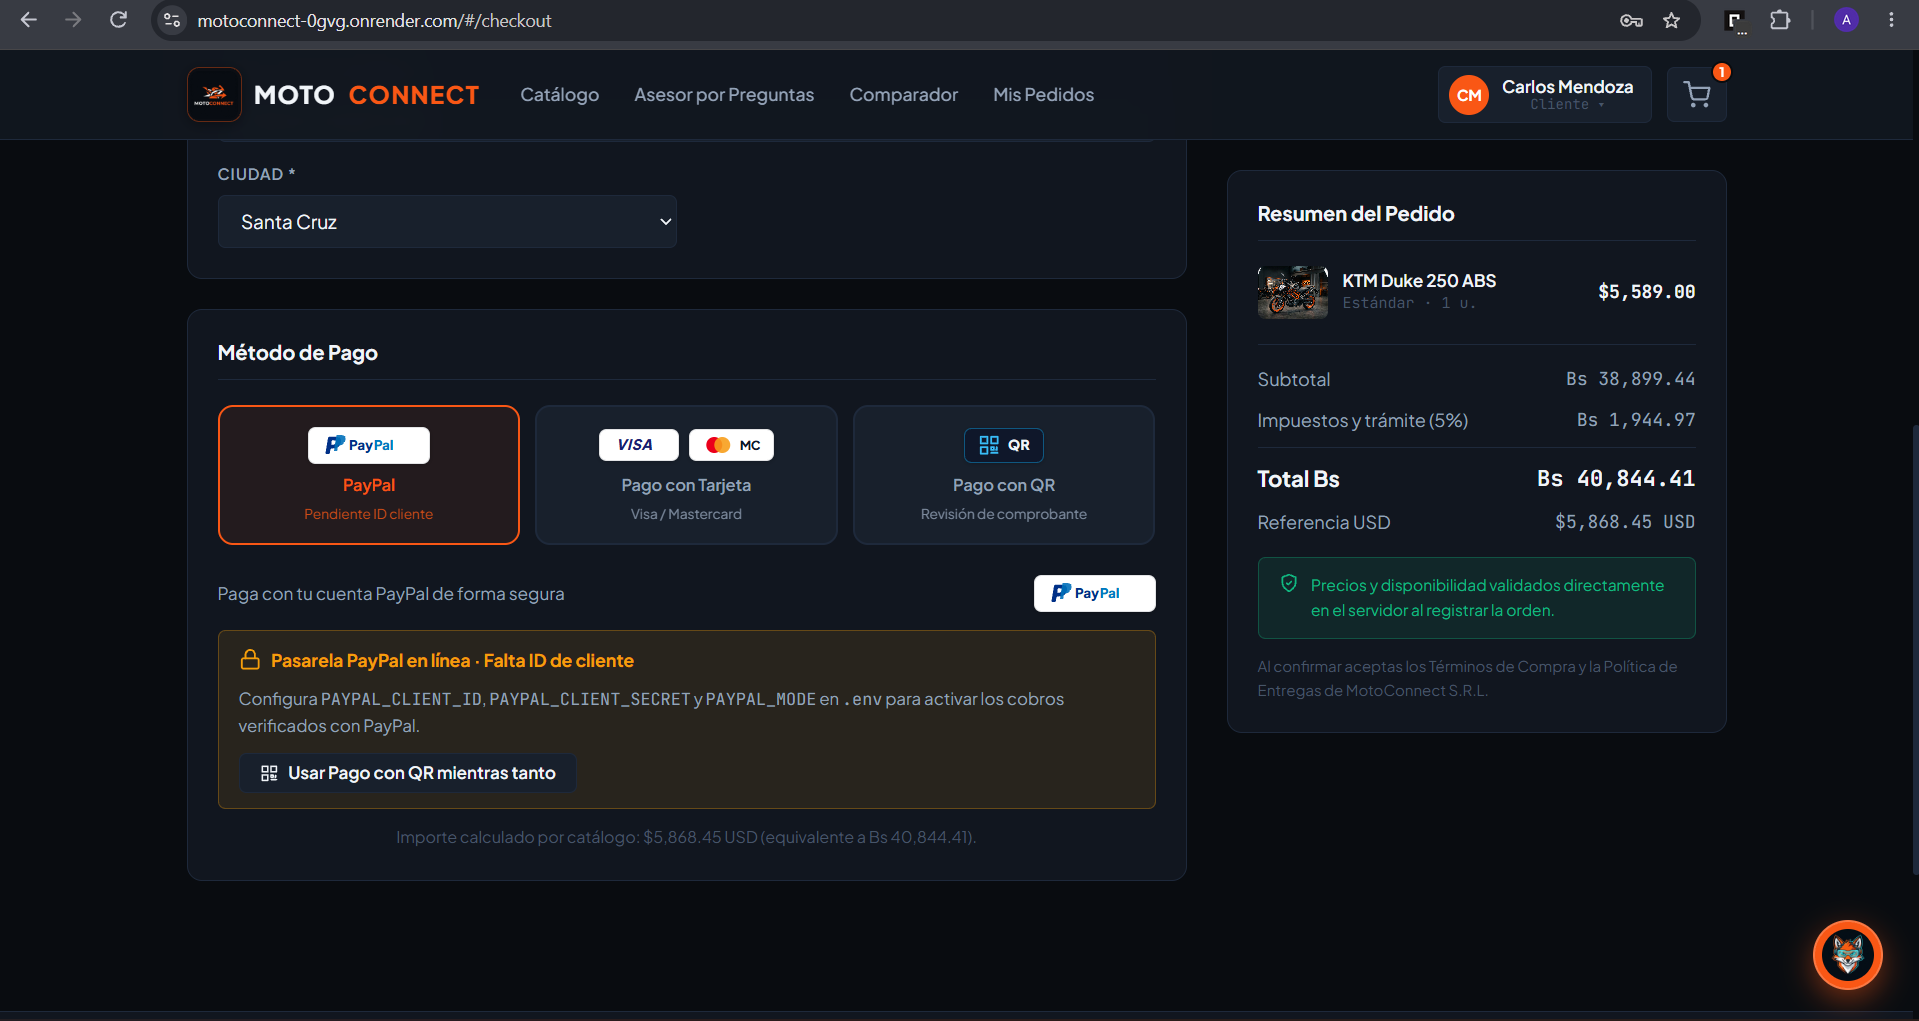 motoconnect-0gvg.onrender.com/#/checkout
A
MOTOCONNECT
MOTO CONNECT
Catálogo
Asesor por Preguntas
Comparador
Mis Pedidos
CM
Carlos Mendoza
Cliente
1
CIUDAD *
Santa Cruz
Método de Pago
PayPal
PayPal
Pendiente ID cliente
VISA
MC
Pago con Tarjeta
Visa / Mastercard
QR
Pago con QR
Revisión de comprobante
Paga con tu cuenta PayPal de forma segura
PayPal
Pasarela PayPal en línea · Falta ID de cliente
Configura PAYPAL_CLIENT_ID, PAYPAL_CLIENT_SECRET y PAYPAL_MODE en .env para activar los cobros
verificados con PayPal.
Usar Pago con QR mientras tanto
Importe calculado por catálogo: $5,868.45 USD (equivalente a Bs 40,844.41).
Resumen del Pedido
KTM Duke 250 ABS
Estándar · 1 u.
$5,589.00
Subtotal
Bs 38,899.44
Impuestos y trámite (5%)
Bs 1,944.97
Total Bs
Bs 40,844.41
Referencia USD
$5,868.45 USD
Precios y disponibilidad validados directamente
en el servidor al registrar la orden.
Al confirmar aceptas los Términos de Compra y la Política de
Entregas de MotoConnect S.R.L.